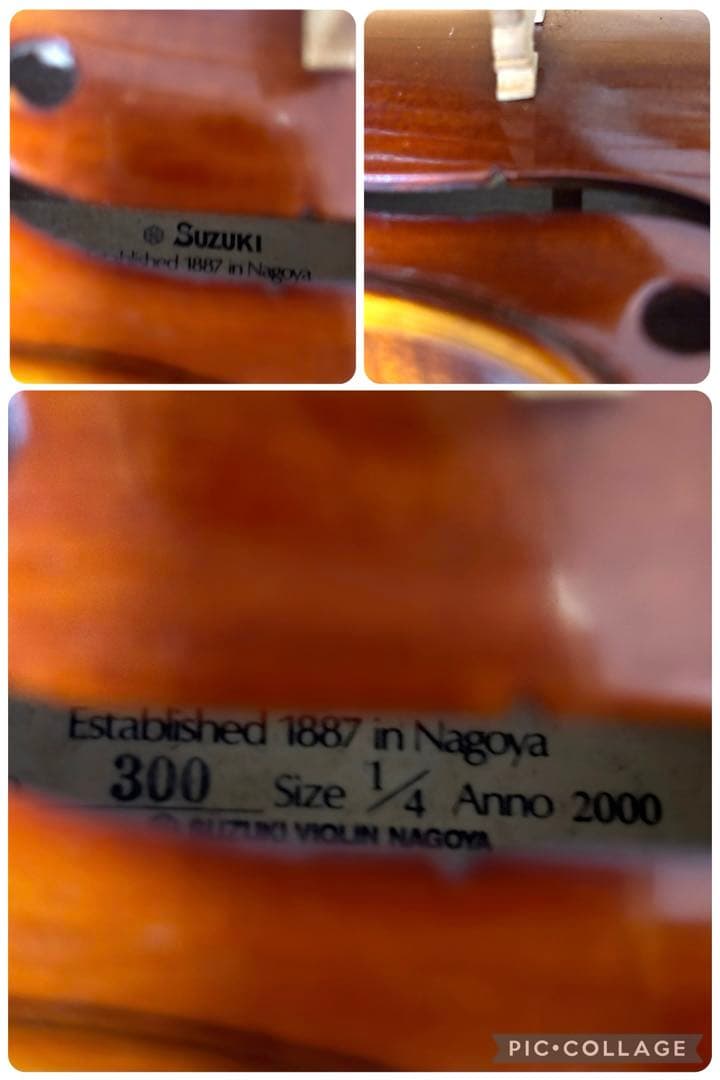 SUZUKI
Established 1887 in Nagoya
Established 1887 in Nagoya
300 Size 1/4 Anno 2000
SUZUKI VIOLIN NAGOYA
PIC•COLLAGE